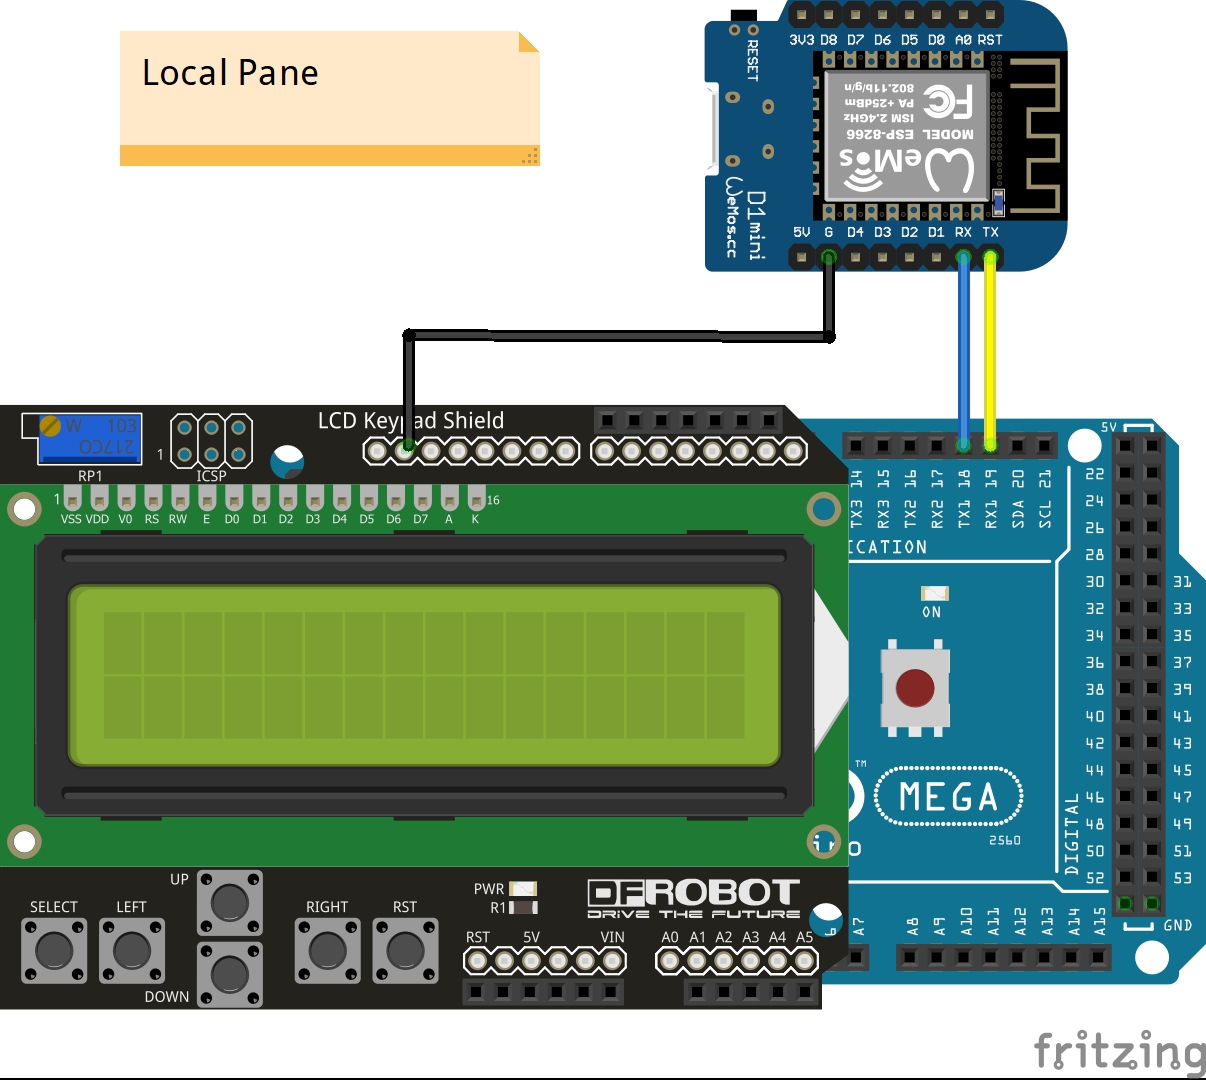 Local Pane
3V3 D8 D7 D6 D5 D0 A0 RST
RESET
802.11b/g/n
PA +25dBm
ISM 2.4GHz
MODEL ESP-8266
FC
WeMos
D1mini
WeMos.cc
5V G D4 D3 D2 D1 RX TX
LCD Keypad Shield
W 103
217CO
RP1
1
ICSP
1 16
VSS VDD V0 RS RW E D0 D1 D2 D3 D4 D5 D6 D7 A K
TX3 14
RX3 15
TX2 16
RX2 17
TX1 18
RX1 19
SDA 20
SCL 21
ICATION
5V
22
24
26
28
30 31
32 33
34 35
36 37
38 39
40 41
42 43
44 45
46 47
48 49
50 51
52 53
GND
DIGITAL
ON
TM
MEGA
2560
UP
SELECT LEFT
RIGHT RST
DOWN
PWR
R1
DFROBOT
DRIVE THE FUTURE
RST 5V VIN
A0 A1 A2 A3 A4 A5
A7 A8 A9 A10 A11 A12 A13 A14 A15
fritzing